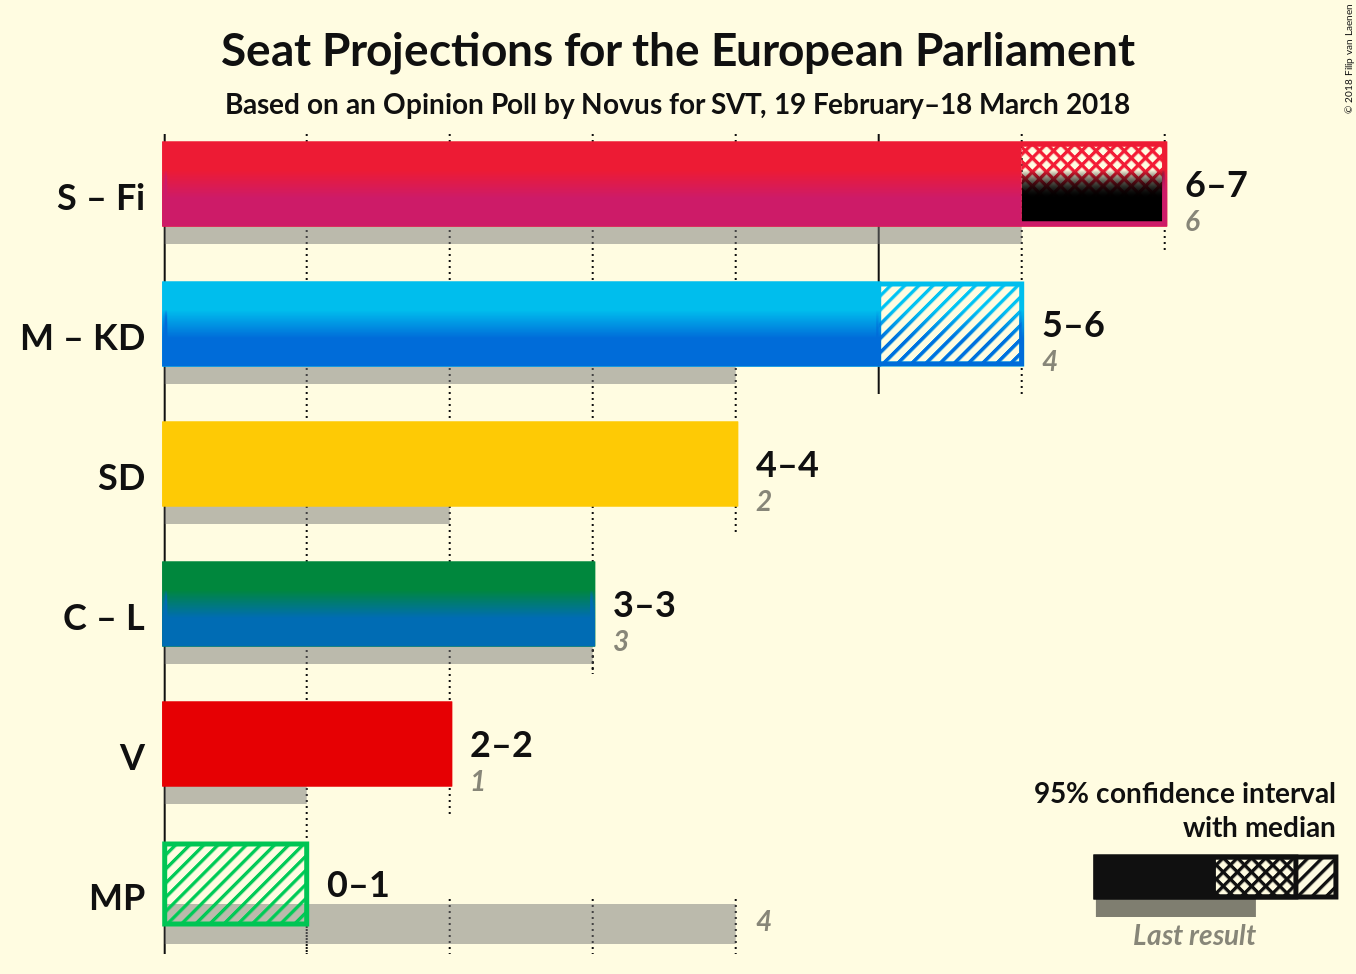 Seat Projections for the European Parliament
Based on an Opinion Poll by Novus for SVT, 19 February–18 March 2018
© 2018 Filip van Laenen
S – Fi
6–7
6
M – KD
5–6
4
SD
4–4
2
C – L
3–3
3
V
2–2
1
MP
0–1
4
95% confidence interval
with median
Last result